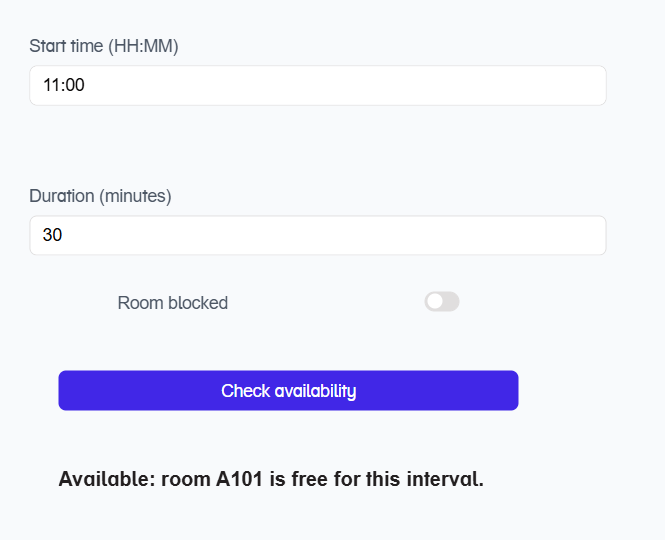 Start time (HH:MM)
11:00
Duration (minutes)
30
Room blocked
Check availability
Available: room A101 is free for this interval.